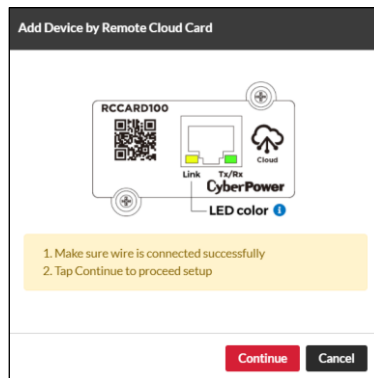 Add Device by Remote Cloud Card
RCCARD100
Cloud
Link Tx/Rx
CyberPower
LED color i
1. Make sure wire is connected successfully
2. Tap Continue to proceed setup
Continue Cancel